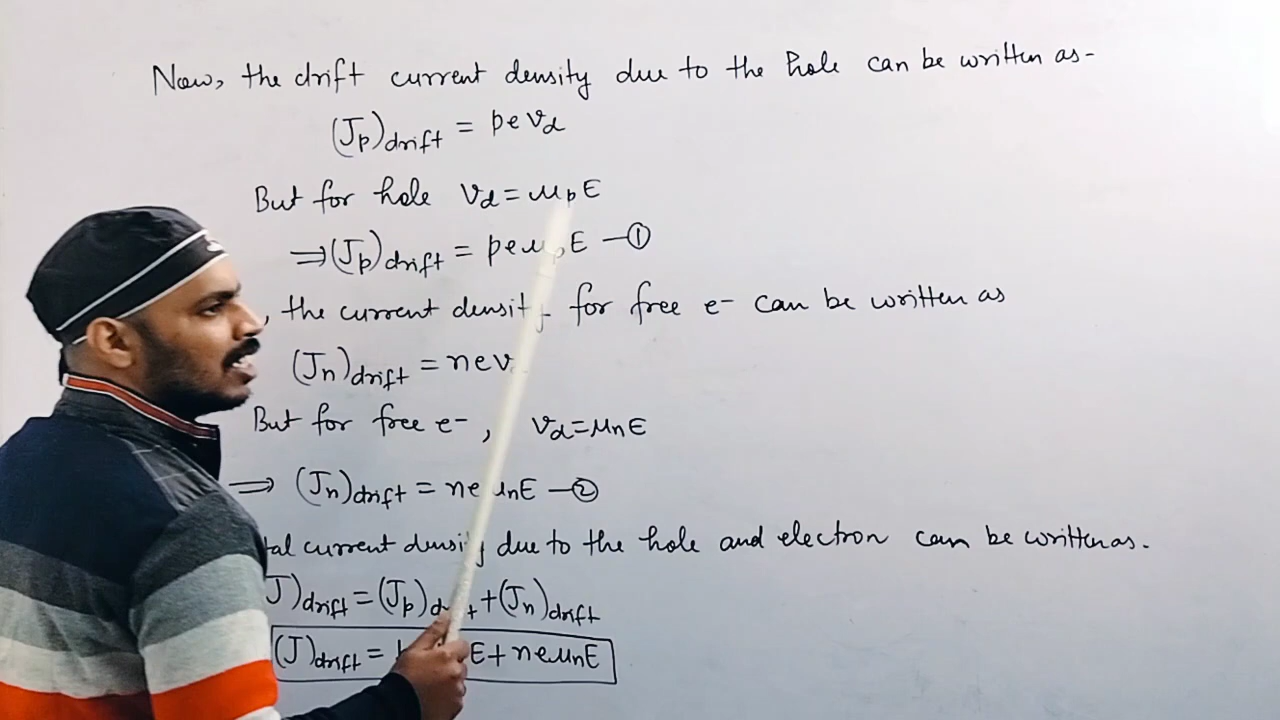 Now, the drift current density due to the hole can be written as-
(Jp)drift = pevd
But for hole vd = μpE
⇒(Jp)drift = peμpE —①
, the current density for free e- can be written as
(Jn)drift = nev
But for free e-, vd=μnE
⇒ (Jn)drift = neμnE —②
current density due to the hole and electron can be written as.
J)drift = (Jp)drift + (Jn)drift
(J)drift = E + neμnE